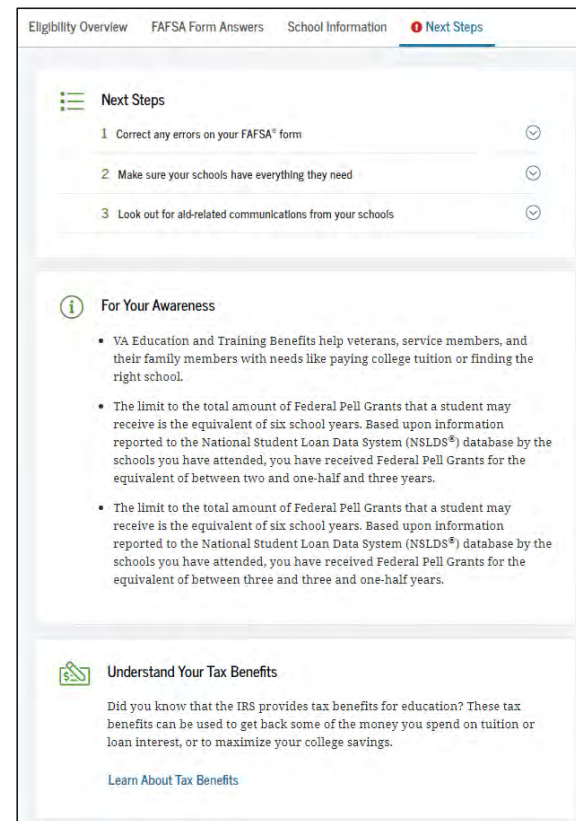 Eligibility Overview FAFSA Form Answers School Information Next Steps
Next Steps
1 Correct any errors on your FAFSA® form
2 Make sure your schools have everything they need
3 Look out for aid-related communications from your schools
For Your Awareness
• VA Education and Training Benefits help veterans, service members, and
their family members with needs like paying college tuition or finding the
right school.
• The limit to the total amount of Federal Pell Grants that a student may
receive is the equivalent of six school years. Based upon information
reported to the National Student Loan Data System (NSLDS®) database by the
schools you have attended, you have received Federal Pell Grants for the
equivalent of between two and one-half and three years.
• The limit to the total amount of Federal Pell Grants that a student may
receive is the equivalent of six school years. Based upon information
reported to the National Student Loan Data System (NSLDS®) database by the
schools you have attended, you have received Federal Pell Grants for the
equivalent of between three and three and one-half years.
Understand Your Tax Benefits
Did you know that the IRS provides tax benefits for education? These tax
benefits can be used to get back some of the money you spend on tuition or
loan interest, or to maximize your college savings.
Learn About Tax Benefits